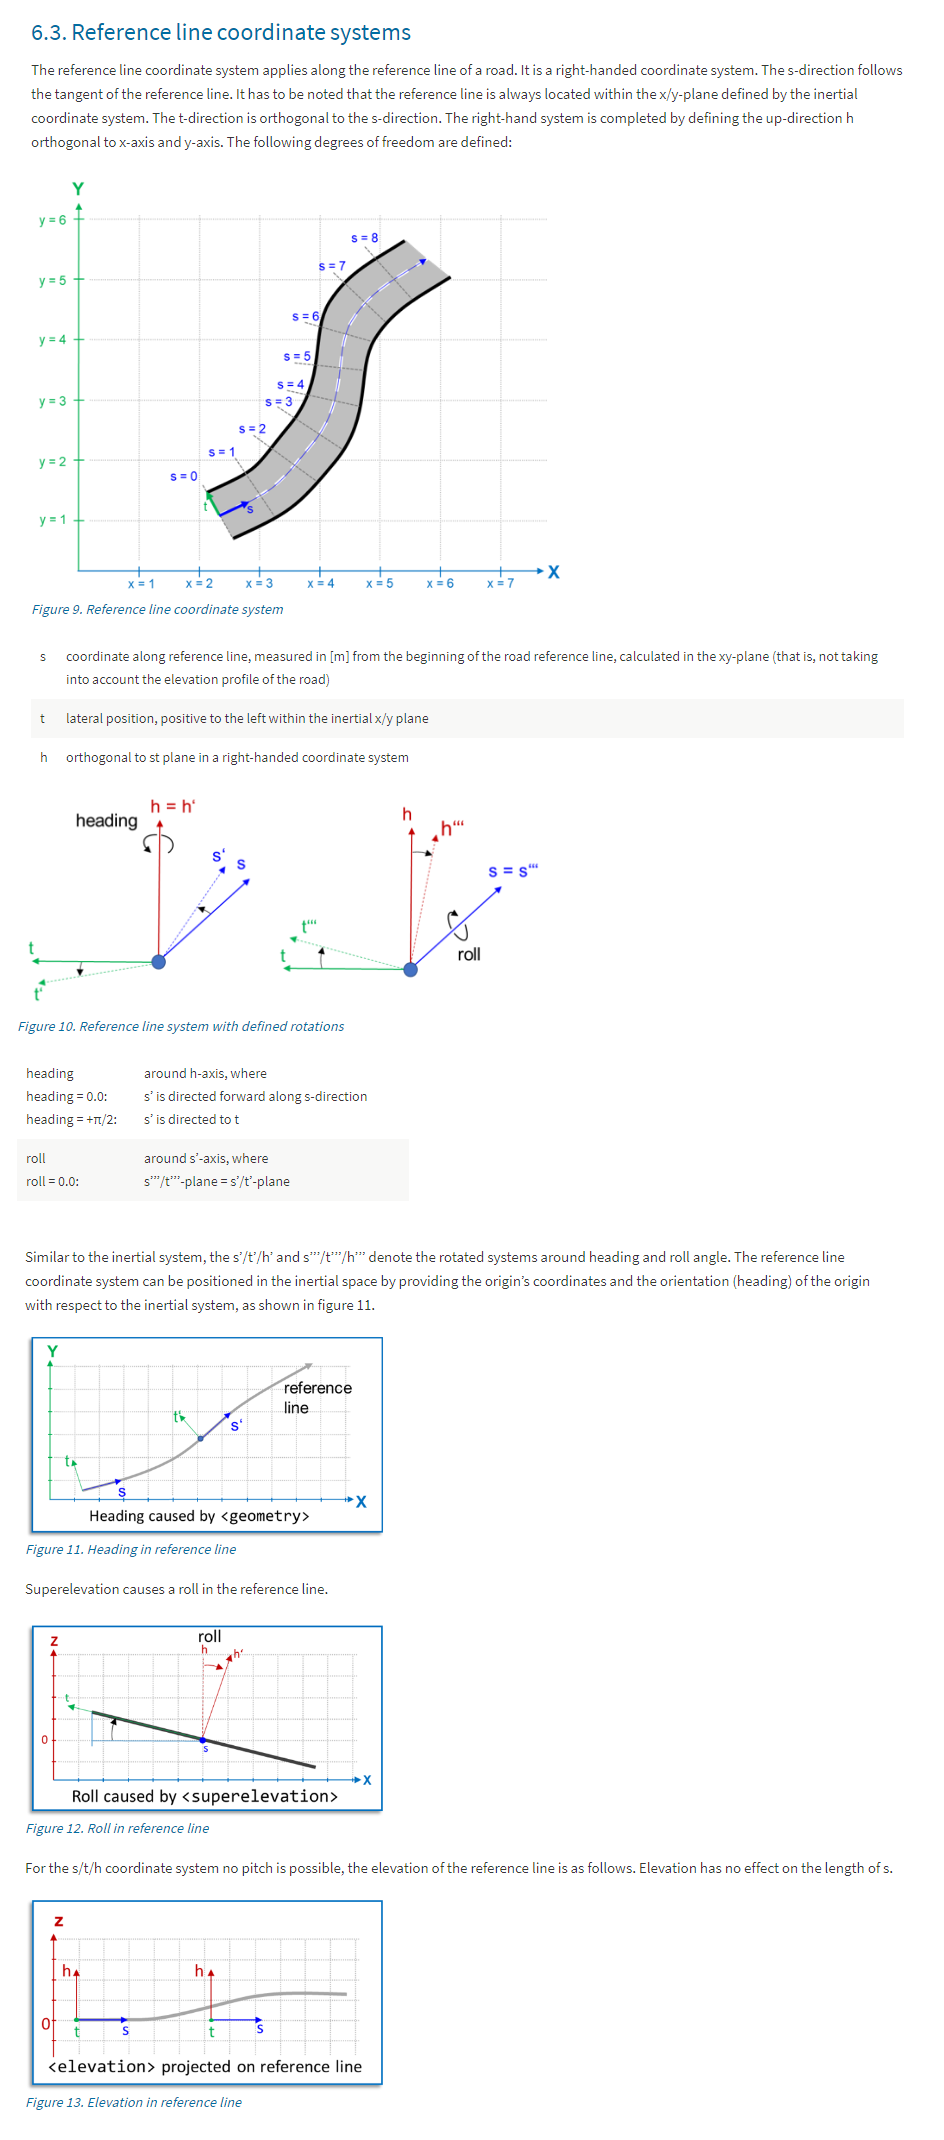 6.3. Reference line coordinate systems
The reference line coordinate system applies along the reference line of a road. It is a right-handed coordinate system. The s-direction follows
the tangent of the reference line. It has to be noted that the reference line is always located within the x/y-plane defined by the inertial
coordinate system. The t-direction is orthogonal to the s-direction. The right-hand system is completed by defining the up-direction h
orthogonal to x-axis and y-axis. The following degrees of freedom are defined:
Y
y = 6
s = 8
s = 7
y = 5
s = 6
y = 4
s = 5
s = 4
y = 3
s = 3
s = 2
s = 1
y = 2
s = 0
t
s
y = 1
X
x = 1
x = 2
x = 3
x = 4
x = 5
x = 6
x = 7
Figure 9. Reference line coordinate system
s coordinate along reference line, measured in [m] from the beginning of the road reference line, calculated in the xy-plane (that is, not taking
into account the elevation profile of the road)
t lateral position, positive to the left within the inertial x/y plane
h orthogonal to st plane in a right-handed coordinate system
h = h‘
heading
s‘
s
t
t‘
h
h‘‘‘
s = s‘‘‘
t‘‘‘
t
roll
Figure 10. Reference line system with defined rotations
heading around h-axis, where
heading = 0.0: s’ is directed forward along s-direction
heading = +π/2: s’ is directed to t
roll around s’-axis, where
roll = 0.0: s’’’/t’’’-plane = s’/t’-plane
Similar to the inertial system, the s’/t’/h’ and s’’’/t’’’/h’’’ denote the rotated systems around heading and roll angle. The reference line
coordinate system can be positioned in the inertial space by providing the origin’s coordinates and the orientation (heading) of the origin
with respect to the inertial system, as shown in figure 11.
Y
reference
line
t‘
s‘
t
s
X
Heading caused by <geometry>
Figure 11. Heading in reference line
Superelevation causes a roll in the reference line.
roll
Z
h
h‘
t
0
s
X
Roll caused by <superelevation>
Figure 12. Roll in reference line
For the s/t/h coordinate system no pitch is possible, the elevation of the reference line is as follows. Elevation has no effect on the length of s.
Z
h
h
0
t
s
t
s
<elevation> projected on reference line
Figure 13. Elevation in reference line